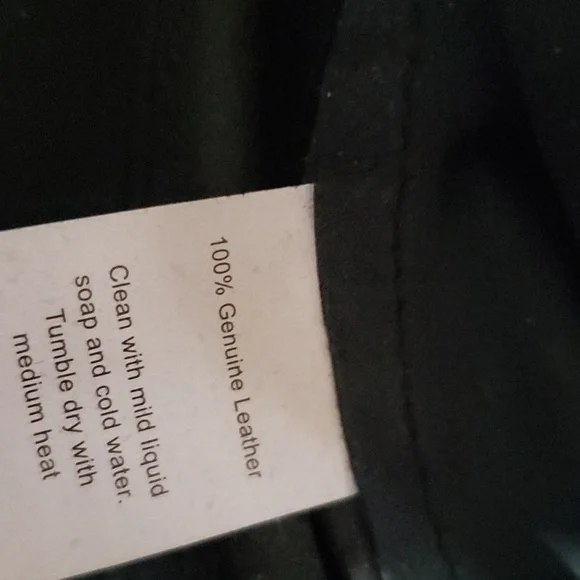 100% Genuine Leather
Clean with mild liquid
soap and cold water.
Tumble dry with
medium heat